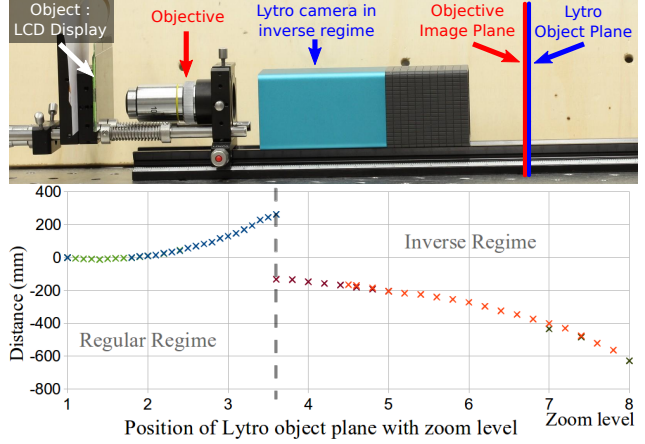 Object :
LCD Display
Objective
Lytro camera in
inverse regime
Objective
Image Plane
Lytro
Object Plane
400
200
0
-200
-400
-600
-800
Distance (mm)
Regular Regime
Inverse Regime
1 2 3 4 5 6 7 8
Position of Lytro object plane with zoom level
Zoom level